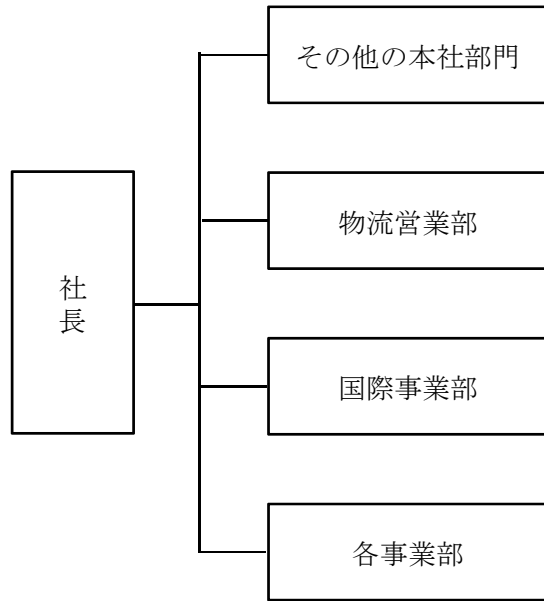 その他の本社部門
物流営業部
社長
国際事業部
各事業部